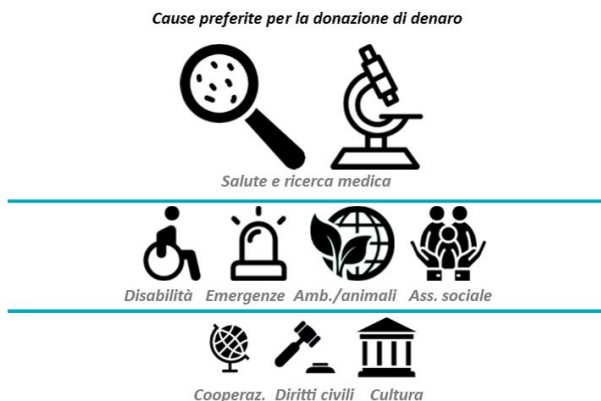 Cause preferite per la donazione di denaro
Salute e ricerca medica
Disabilità Emergenze Amb./animali Ass. sociale
Cooperaz. Diritti civili Cultura